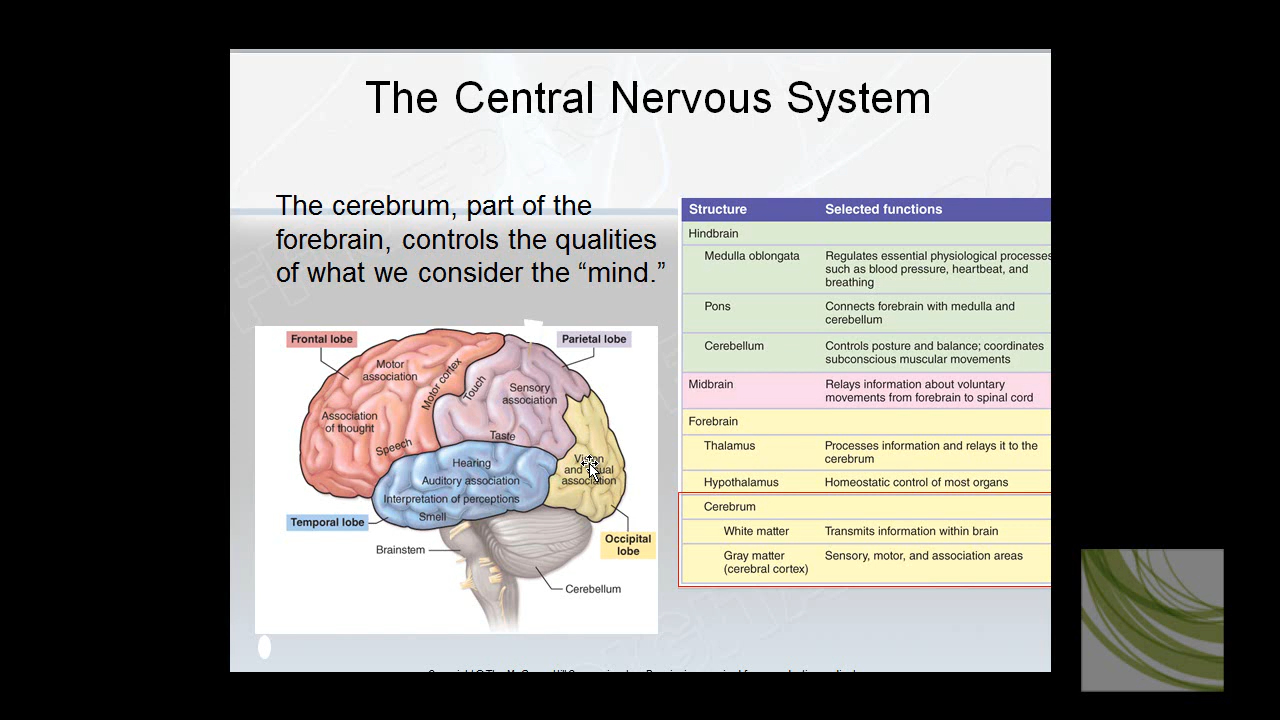 The Central Nervous System
The cerebrum, part of the
forebrain, controls the qualities
of what we consider the “mind.”
Frontal lobe
Parietal lobe
Motor
association
Motor cortex
Touch
Sensory
association
Association
of thought
Speech
Taste
Hearing
Vision
and visual
association
Auditory association
Interpretation of perceptions
Smell
Temporal lobe
Occipital
lobe
Brainstem
Cerebellum
Structure Selected functions
Hindbrain
Medulla oblongata Regulates essential physiological processes
such as blood pressure, heartbeat, and
breathing
Pons Connects forebrain with medulla and
cerebellum
Cerebellum Controls posture and balance; coordinates
subconscious muscular movements
Midbrain Relays information about voluntary
movements from forebrain to spinal cord
Forebrain
Thalamus Processes information and relays it to the
cerebrum
Hypothalamus Homeostatic control of most organs
Cerebrum
White matter Transmits information within brain
Gray matter Sensory, motor, and association areas
(cerebral cortex)